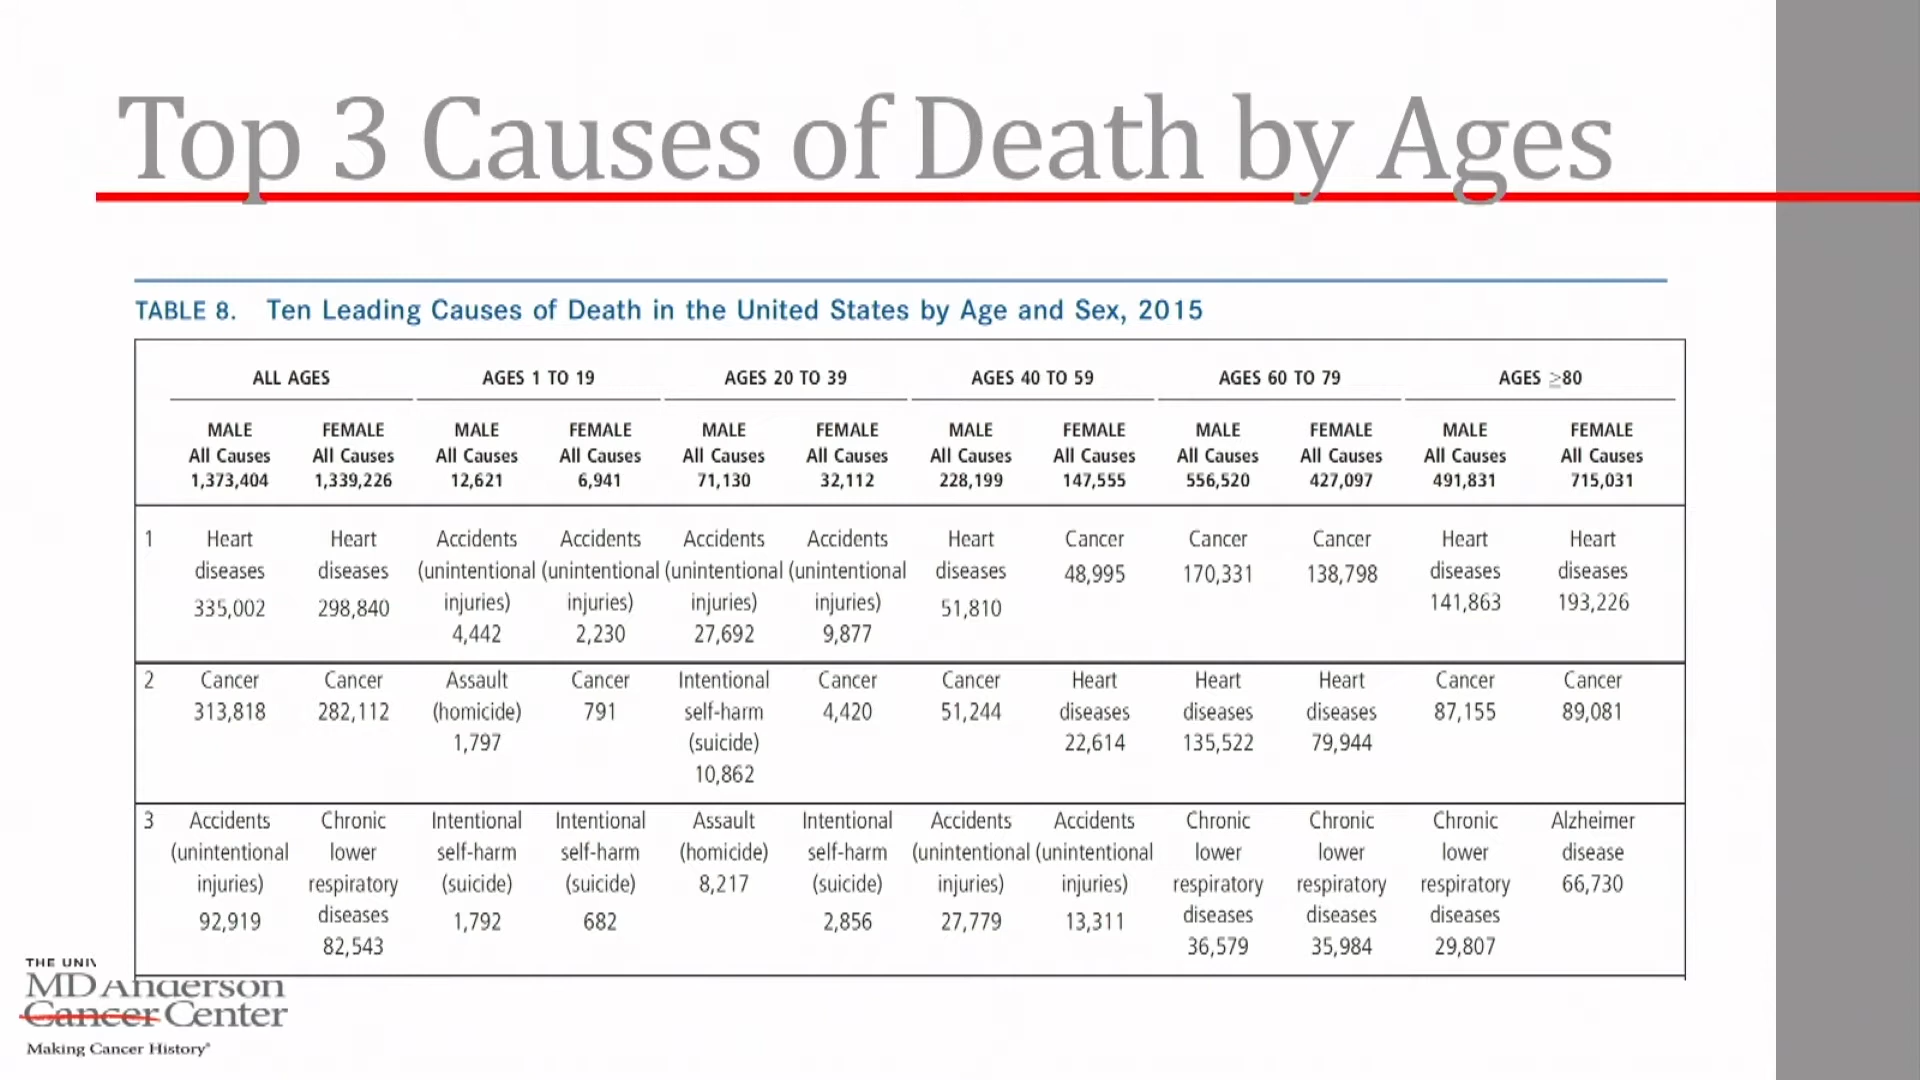 Top 3 Causes of Death by Ages
TABLE 8. Ten Leading Causes of Death in the United States by Age and Sex, 2015
ALL AGES AGES 1 TO 19 AGES 20 TO 39 AGES 40 TO 59 AGES 60 TO 79 AGES ≥80
MALE FEMALE MALE FEMALE MALE FEMALE MALE FEMALE MALE FEMALE MALE FEMALE
All Causes All Causes All Causes All Causes All Causes All Causes All Causes All Causes All Causes All Causes All Causes All Causes
1,373,404 1,339,226 12,621 6,941 71,130 32,112 228,199 147,555 556,520 427,097 491,831 715,031
1 Heart Heart Accidents Accidents Accidents Accidents Heart Cancer Cancer Cancer Heart Heart
diseases diseases (unintentional (unintentional (unintentional (unintentional diseases 48,995 170,331 138,798 diseases diseases
335,002 298,840 injuries) injuries) injuries) injuries) 51,810 141,863 193,226
4,442 2,230 27,692 9,877
2 Cancer Cancer Assault Cancer Intentional Cancer Cancer Heart Heart Heart Cancer Cancer
313,818 282,112 (homicide) 791 self-harm 4,420 51,244 diseases diseases diseases 87,155 89,081
1,797 (suicide) 22,614 135,522 79,944
10,862
3 Accidents Chronic Intentional Intentional Assault Intentional Accidents Accidents Chronic Chronic Chronic Alzheimer
(unintentional lower self-harm self-harm (homicide) self-harm (unintentional (unintentional lower lower lower disease
injuries) respiratory (suicide) (suicide) 8,217 (suicide) injuries) injuries) respiratory respiratory respiratory 66,730
92,919 diseases 1,792 682 2,856 27,779 13,311 diseases diseases diseases
82,543 36,579 35,984 29,807
THE UNIV
MD Anderson
Cancer Center
Making Cancer History®